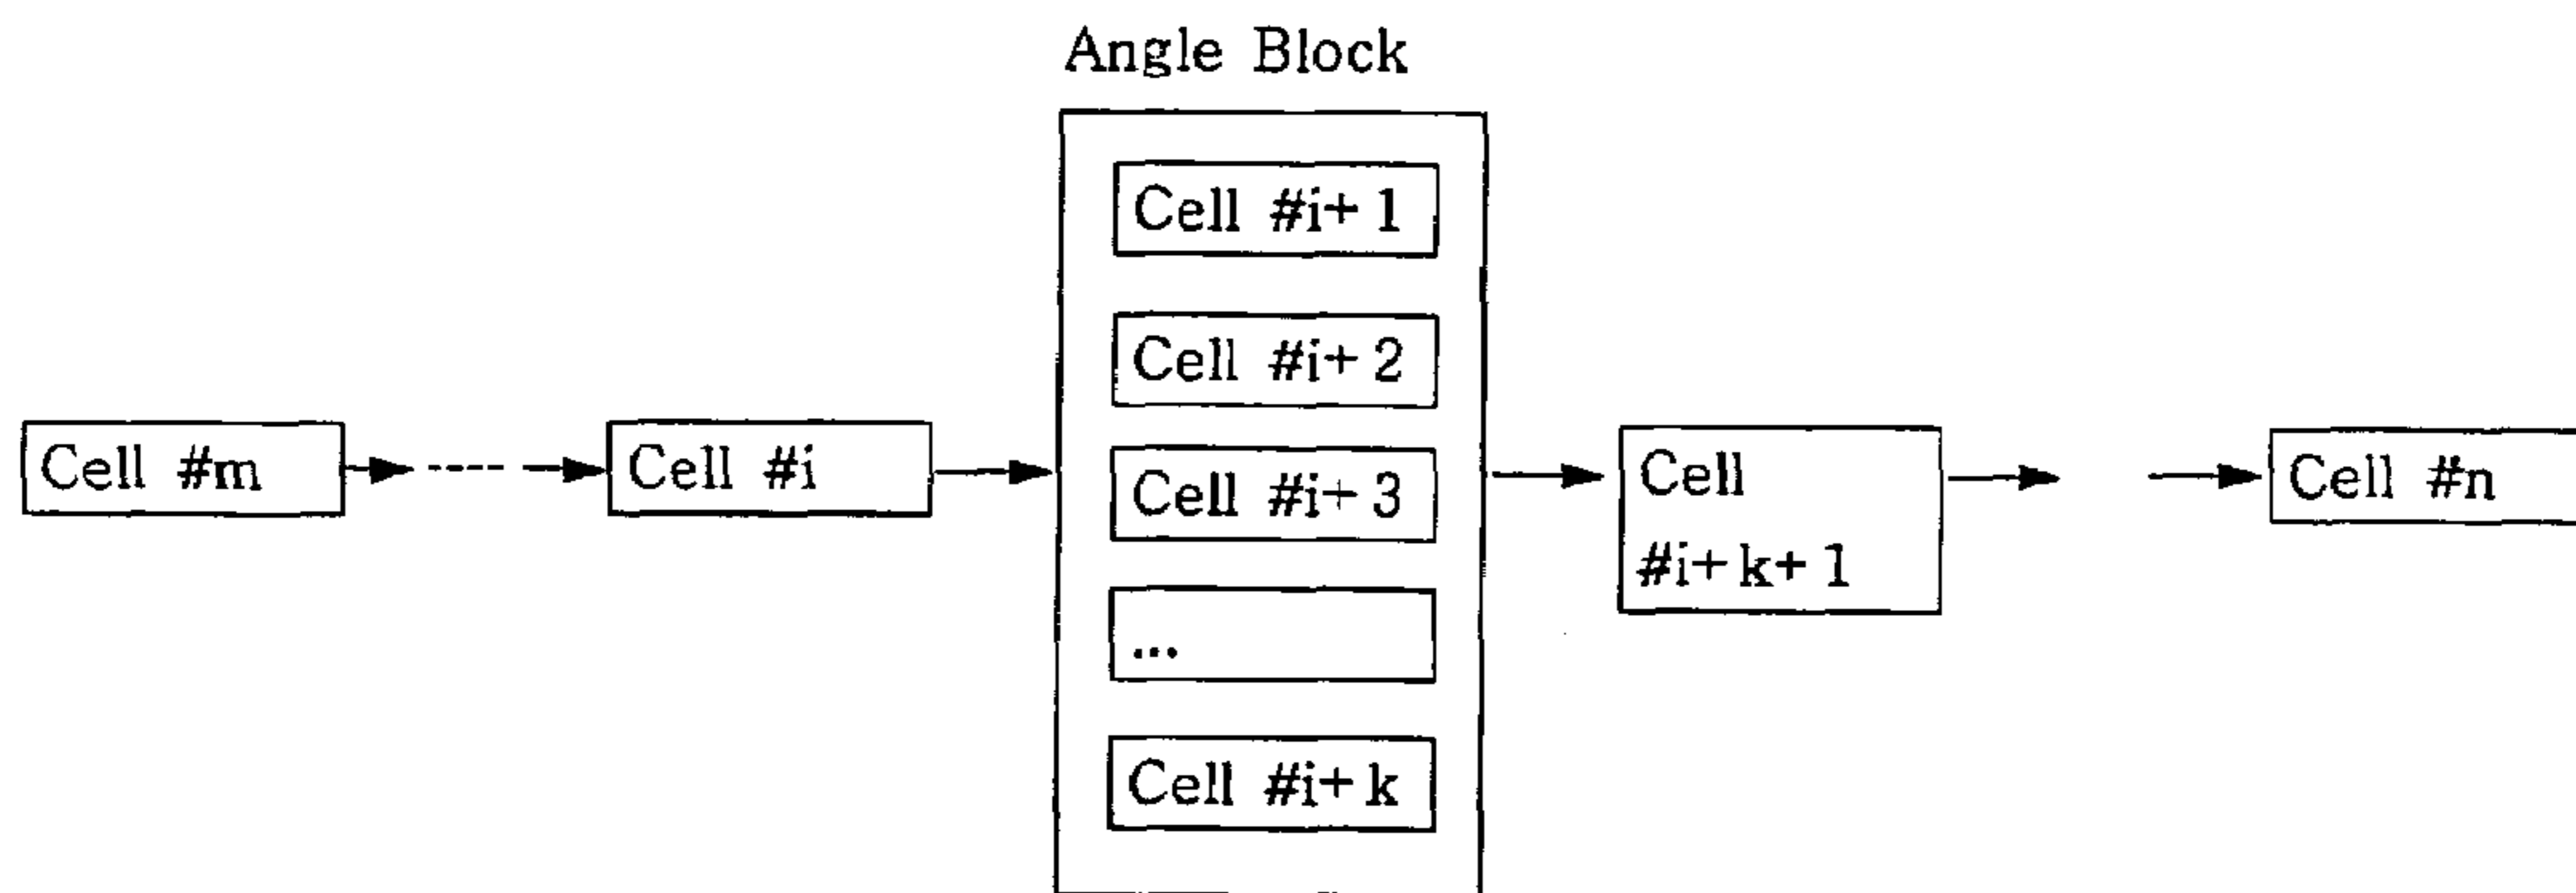 Angle Block
Cell #m
Cell #i
Cell #i+1
Cell #i+2
Cell #i+3
...
Cell #i+k
Cell
#i+k+1
Cell #n